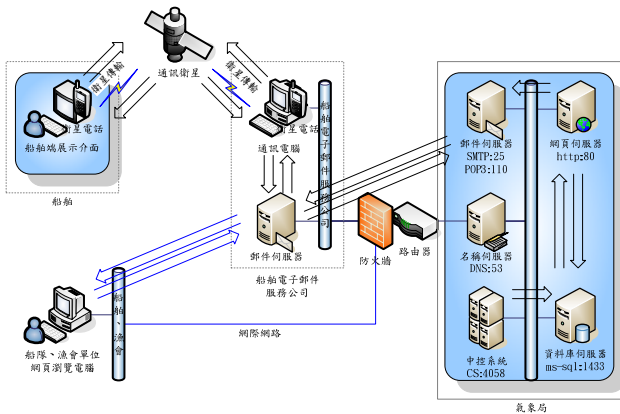 通訊衛星
衛星傳輸
衛星傳輸
衛星電話
船舶端展示介面
船舶
衛星電話
通訊電腦
船舶電子郵件服務公司
郵件伺服器
船舶電子郵件
服務公司
防火牆
路由器
郵件伺服器
SMTP:25
POP3:110
網頁伺服器
http:80
名稱伺服器
DNS:53
中控系統
CS:4058
資料庫伺服器
ms-sql:1433
氣象局
船舶、漁會
網際網路
船隊、漁會單位
網頁瀏覽電腦